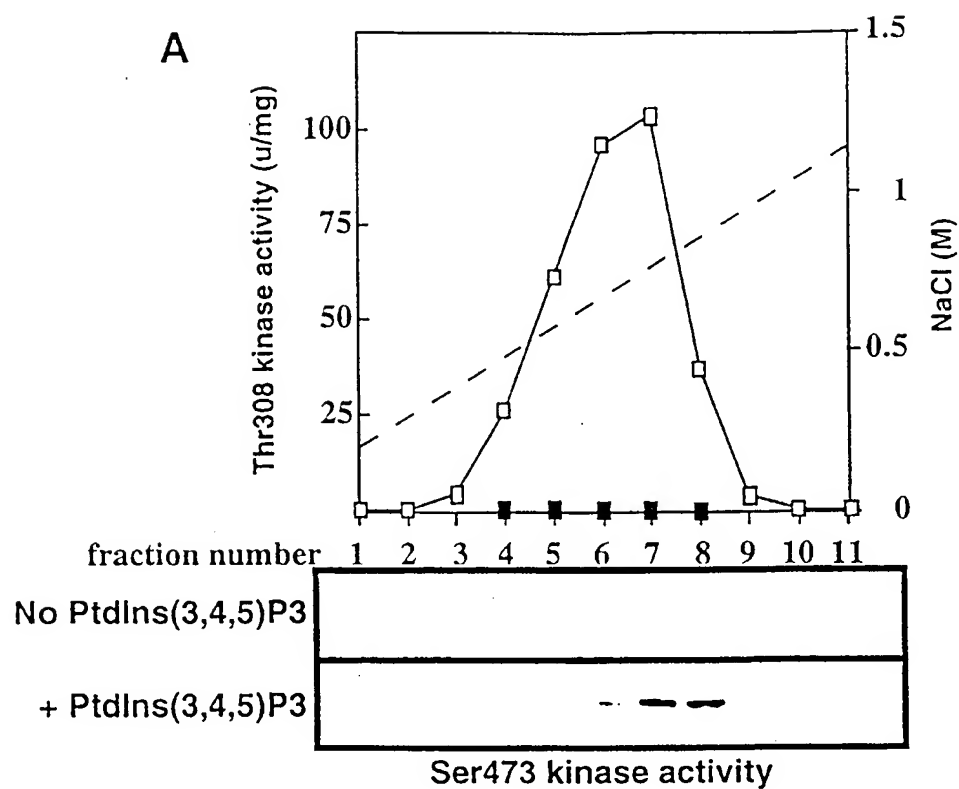 A
Thr308 kinase activity (u/mg)
100
75
50
25
1.5
1
0.5
0
NaCl (M)
fraction number 1 2 3 4 5 6 7 8 9 10 11
No PtdIns(3,4,5)P3
+ PtdIns(3,4,5)P3
Ser473 kinase activity